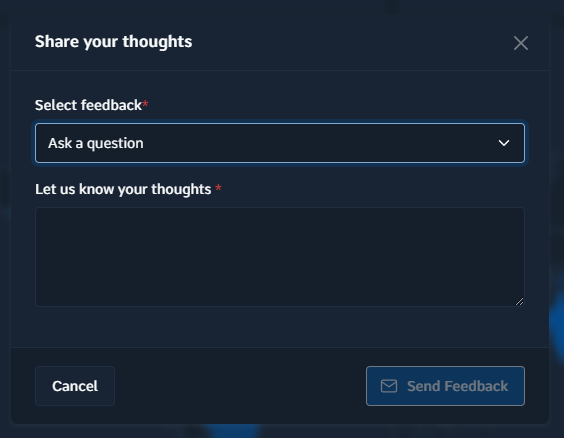 Share your thoughts
Select feedback*
Ask a question
Let us know your thoughts *
Cancel
Send Feedback